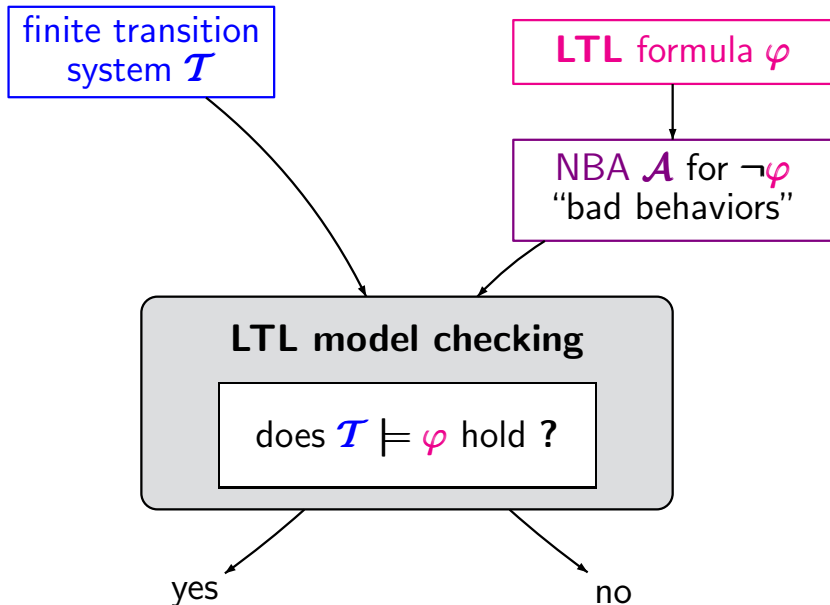 finite transition
system 𝓣
LTL formula φ
NBA 𝓐 for ¬φ
“bad behaviors”
LTL model checking
does 𝓣 ⊨ φ hold ?
yes
no